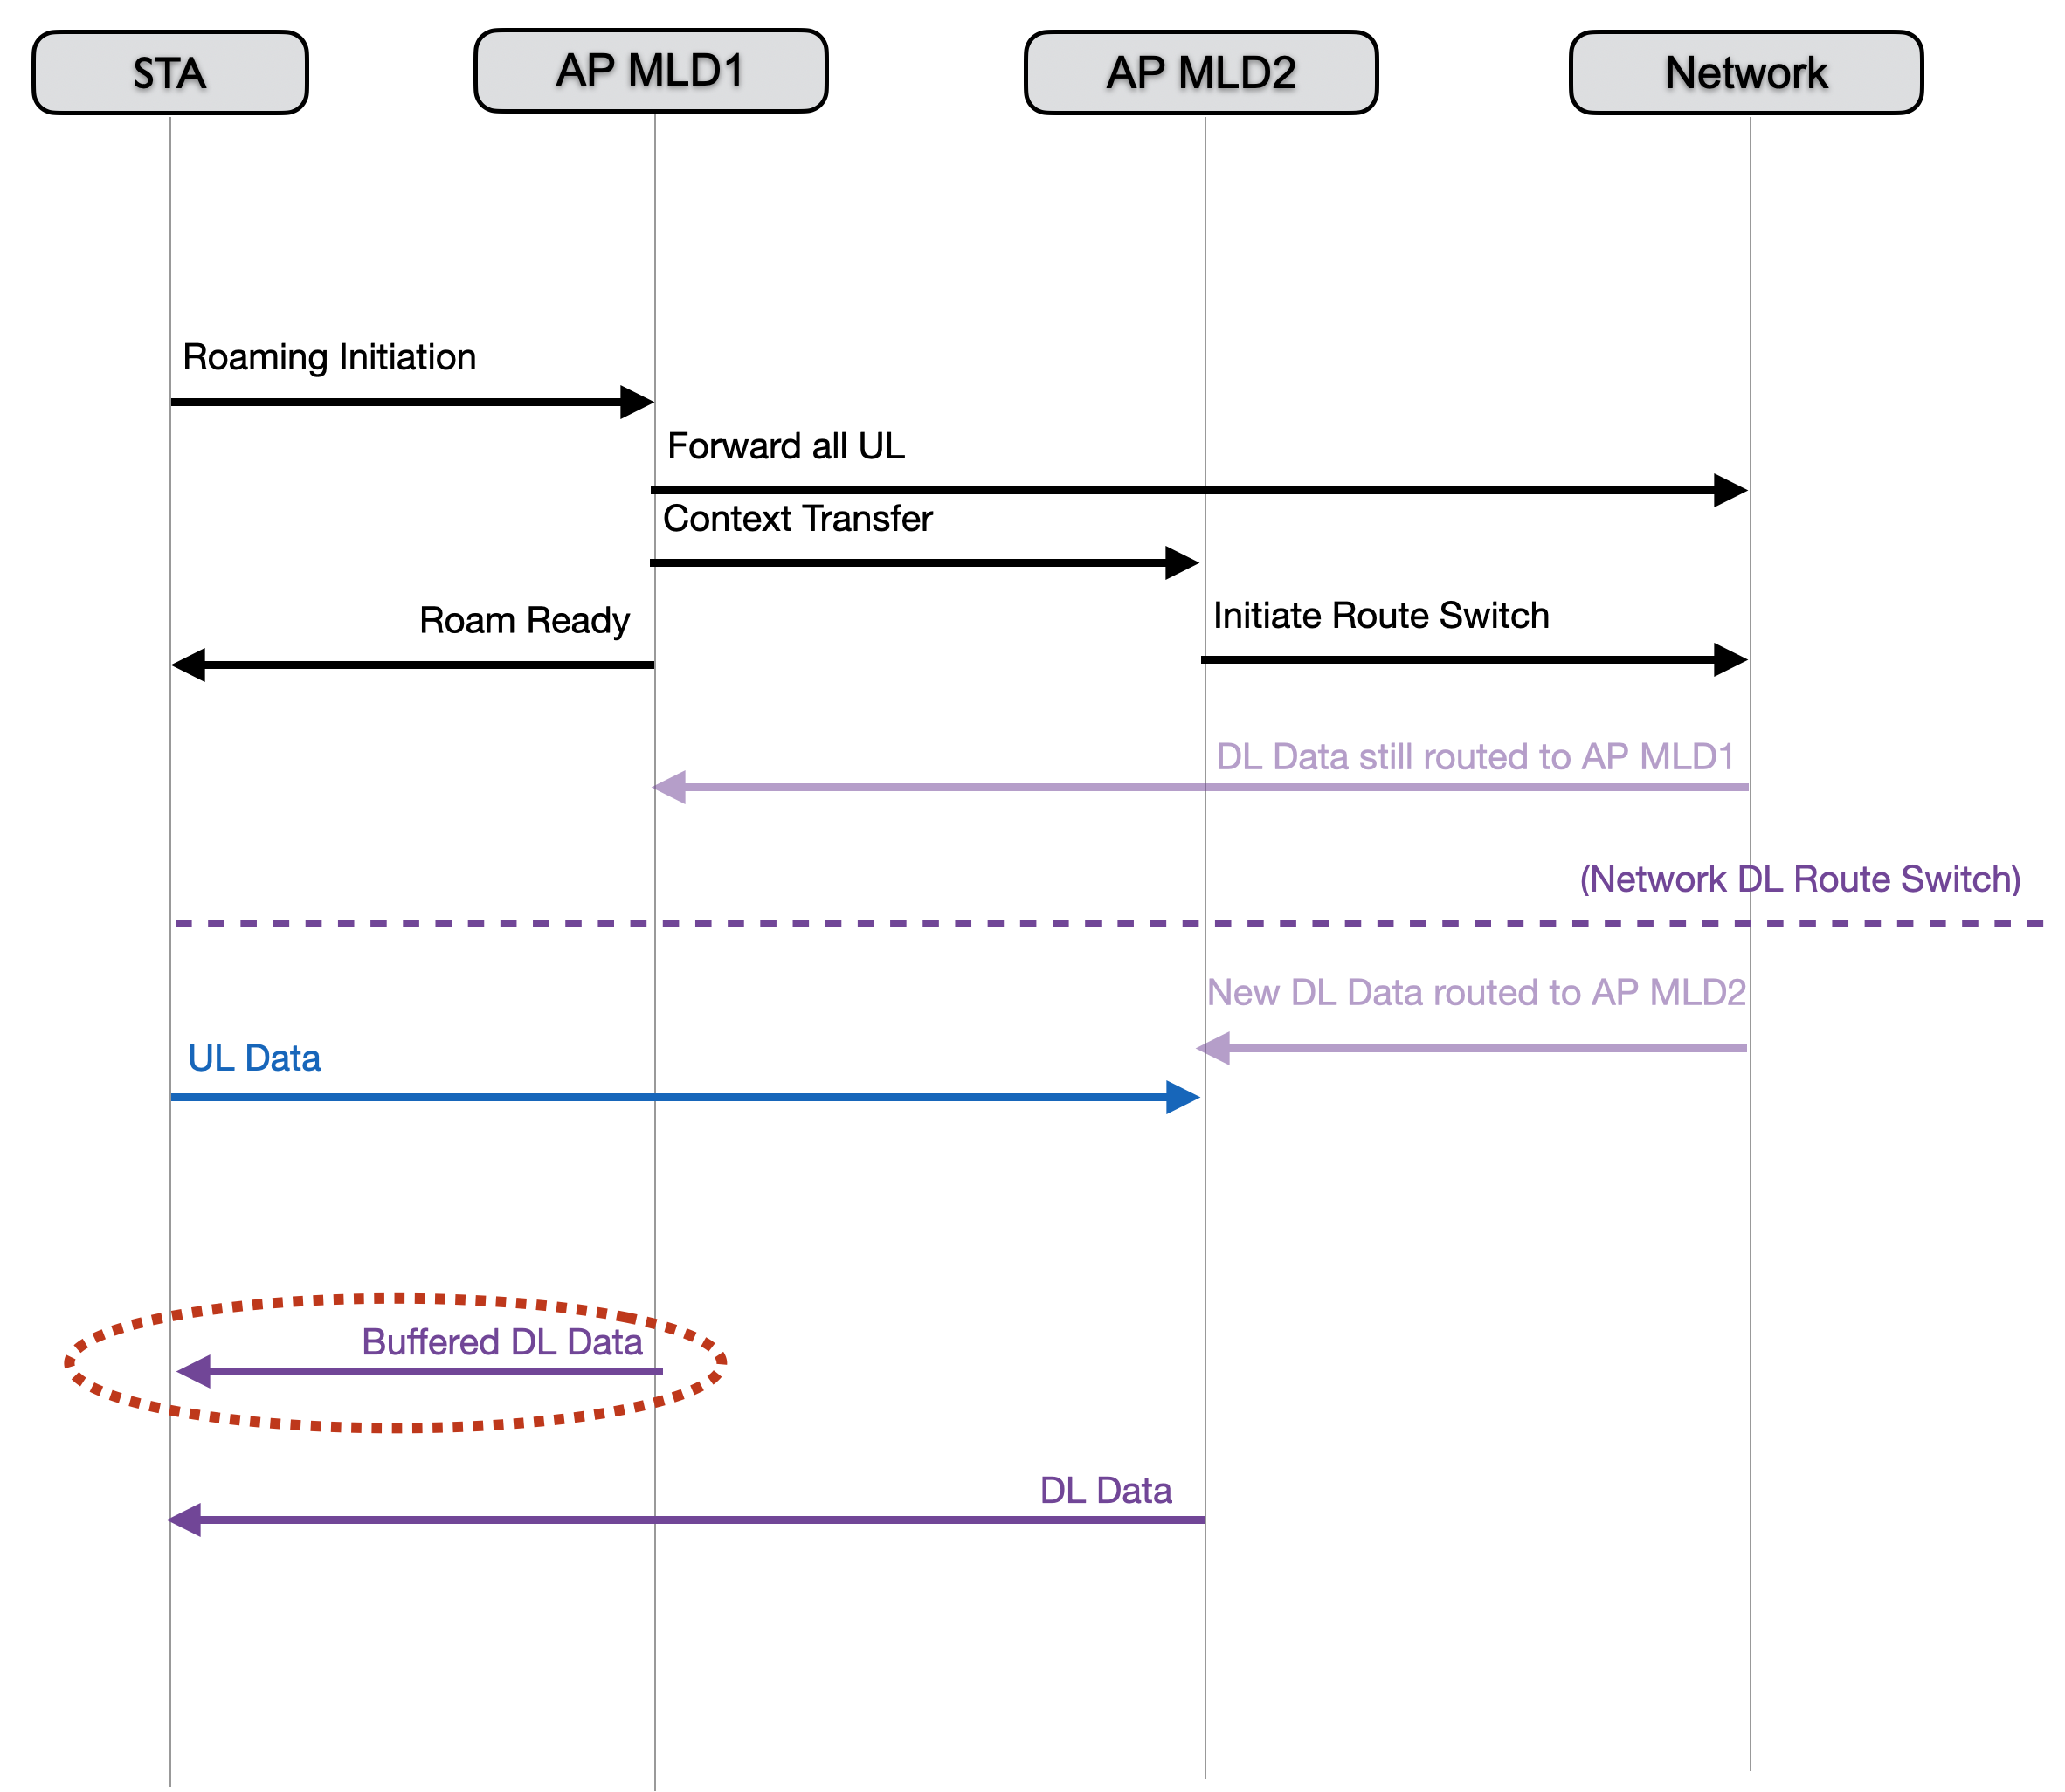 STA
AP MLD1
AP MLD2
Network
Roaming Initiation
Forward all UL
Context Transfer
Roam Ready
Initiate Route Switch
DL Data still routed to AP MLD1
(Network DL Route Switch)
New DL Data routed to AP MLD2
UL Data
Buffered DL Data
DL Data